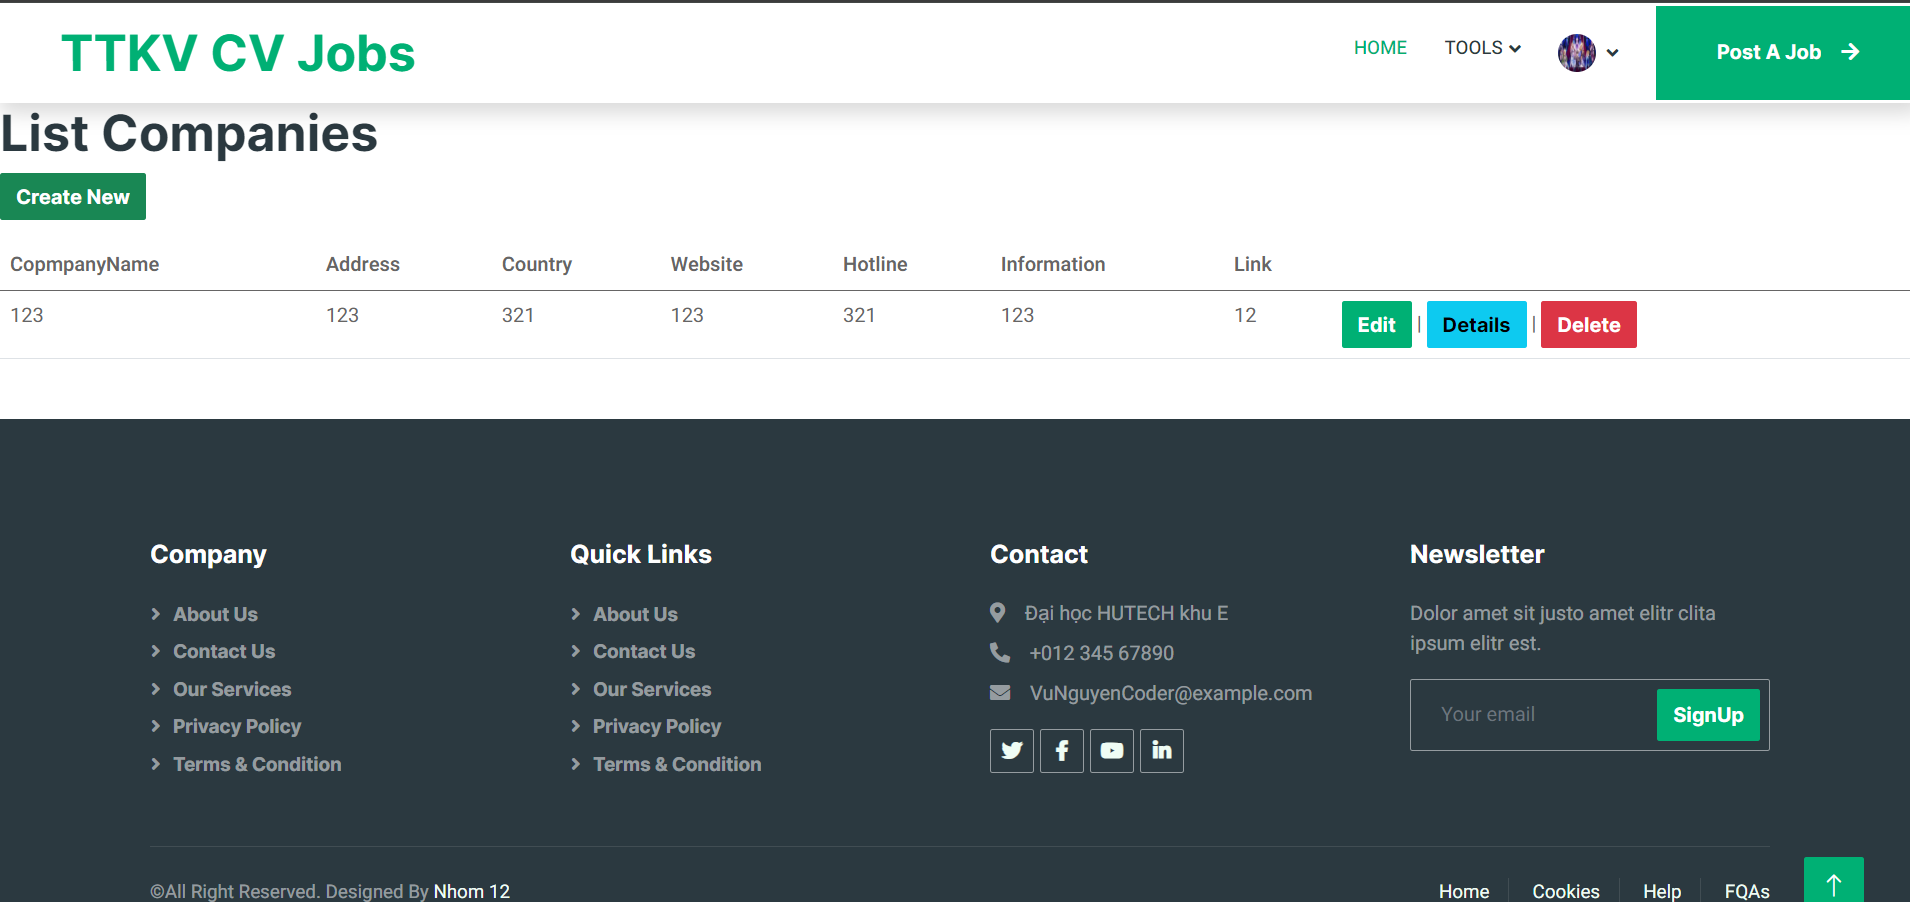 TTKV CV Jobs
HOME
TOOLS
Post A Job
List Companies
Create New
CopmpanyName Address Country Website Hotline Information Link
123 123 321 123 321 123 12 Edit | Details | Delete
Company
About Us
Contact Us
Our Services
Privacy Policy
Terms & Condition
Quick Links
About Us
Contact Us
Our Services
Privacy Policy
Terms & Condition
Contact
Đại học HUTECH khu E
+012 345 67890
VuNguyenCoder@example.com
Newsletter
Dolor amet sit justo amet elitr clita
ipsum elitr est.
Your email
SignUp
©All Right Reserved. Designed By Nhom 12
Home
Cookies
Help
FQAs